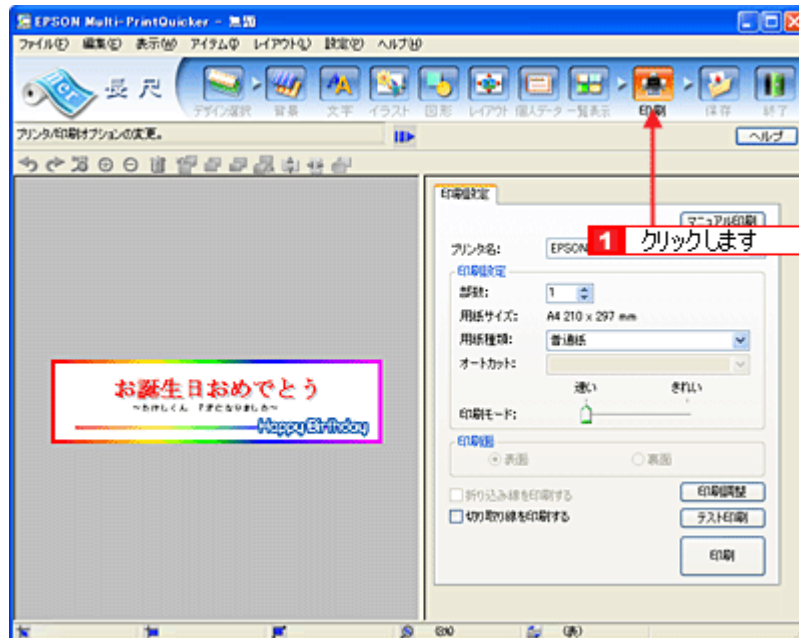 EPSON Multi-PrintQuicker - 無題
ファイル(F) 編集(E) 表示(W) アイテム(I) レイアウト(L) 設定(P) ヘルプ(H)
長尺
デザイン選択 背景 文字 イラスト 図形 レイアウト 個人データ 一覧表示 印刷 保存 終了
プリンタ/印刷オプションの変更。
ヘルプ
印刷設定
マニュアル印刷
1 クリックします
プリンタ名: EPSON
印刷設定
部数: 1
用紙サイズ: A4 210 x 297 mm
用紙種類: 普通紙
オートカット:
速い きれい
印刷モード:
印刷面
表面 裏面
折り込み線を印刷する
切り取り線を印刷する
印刷調整
テスト印刷
印刷
お誕生日おめでとう
Happy Birthday
(表)